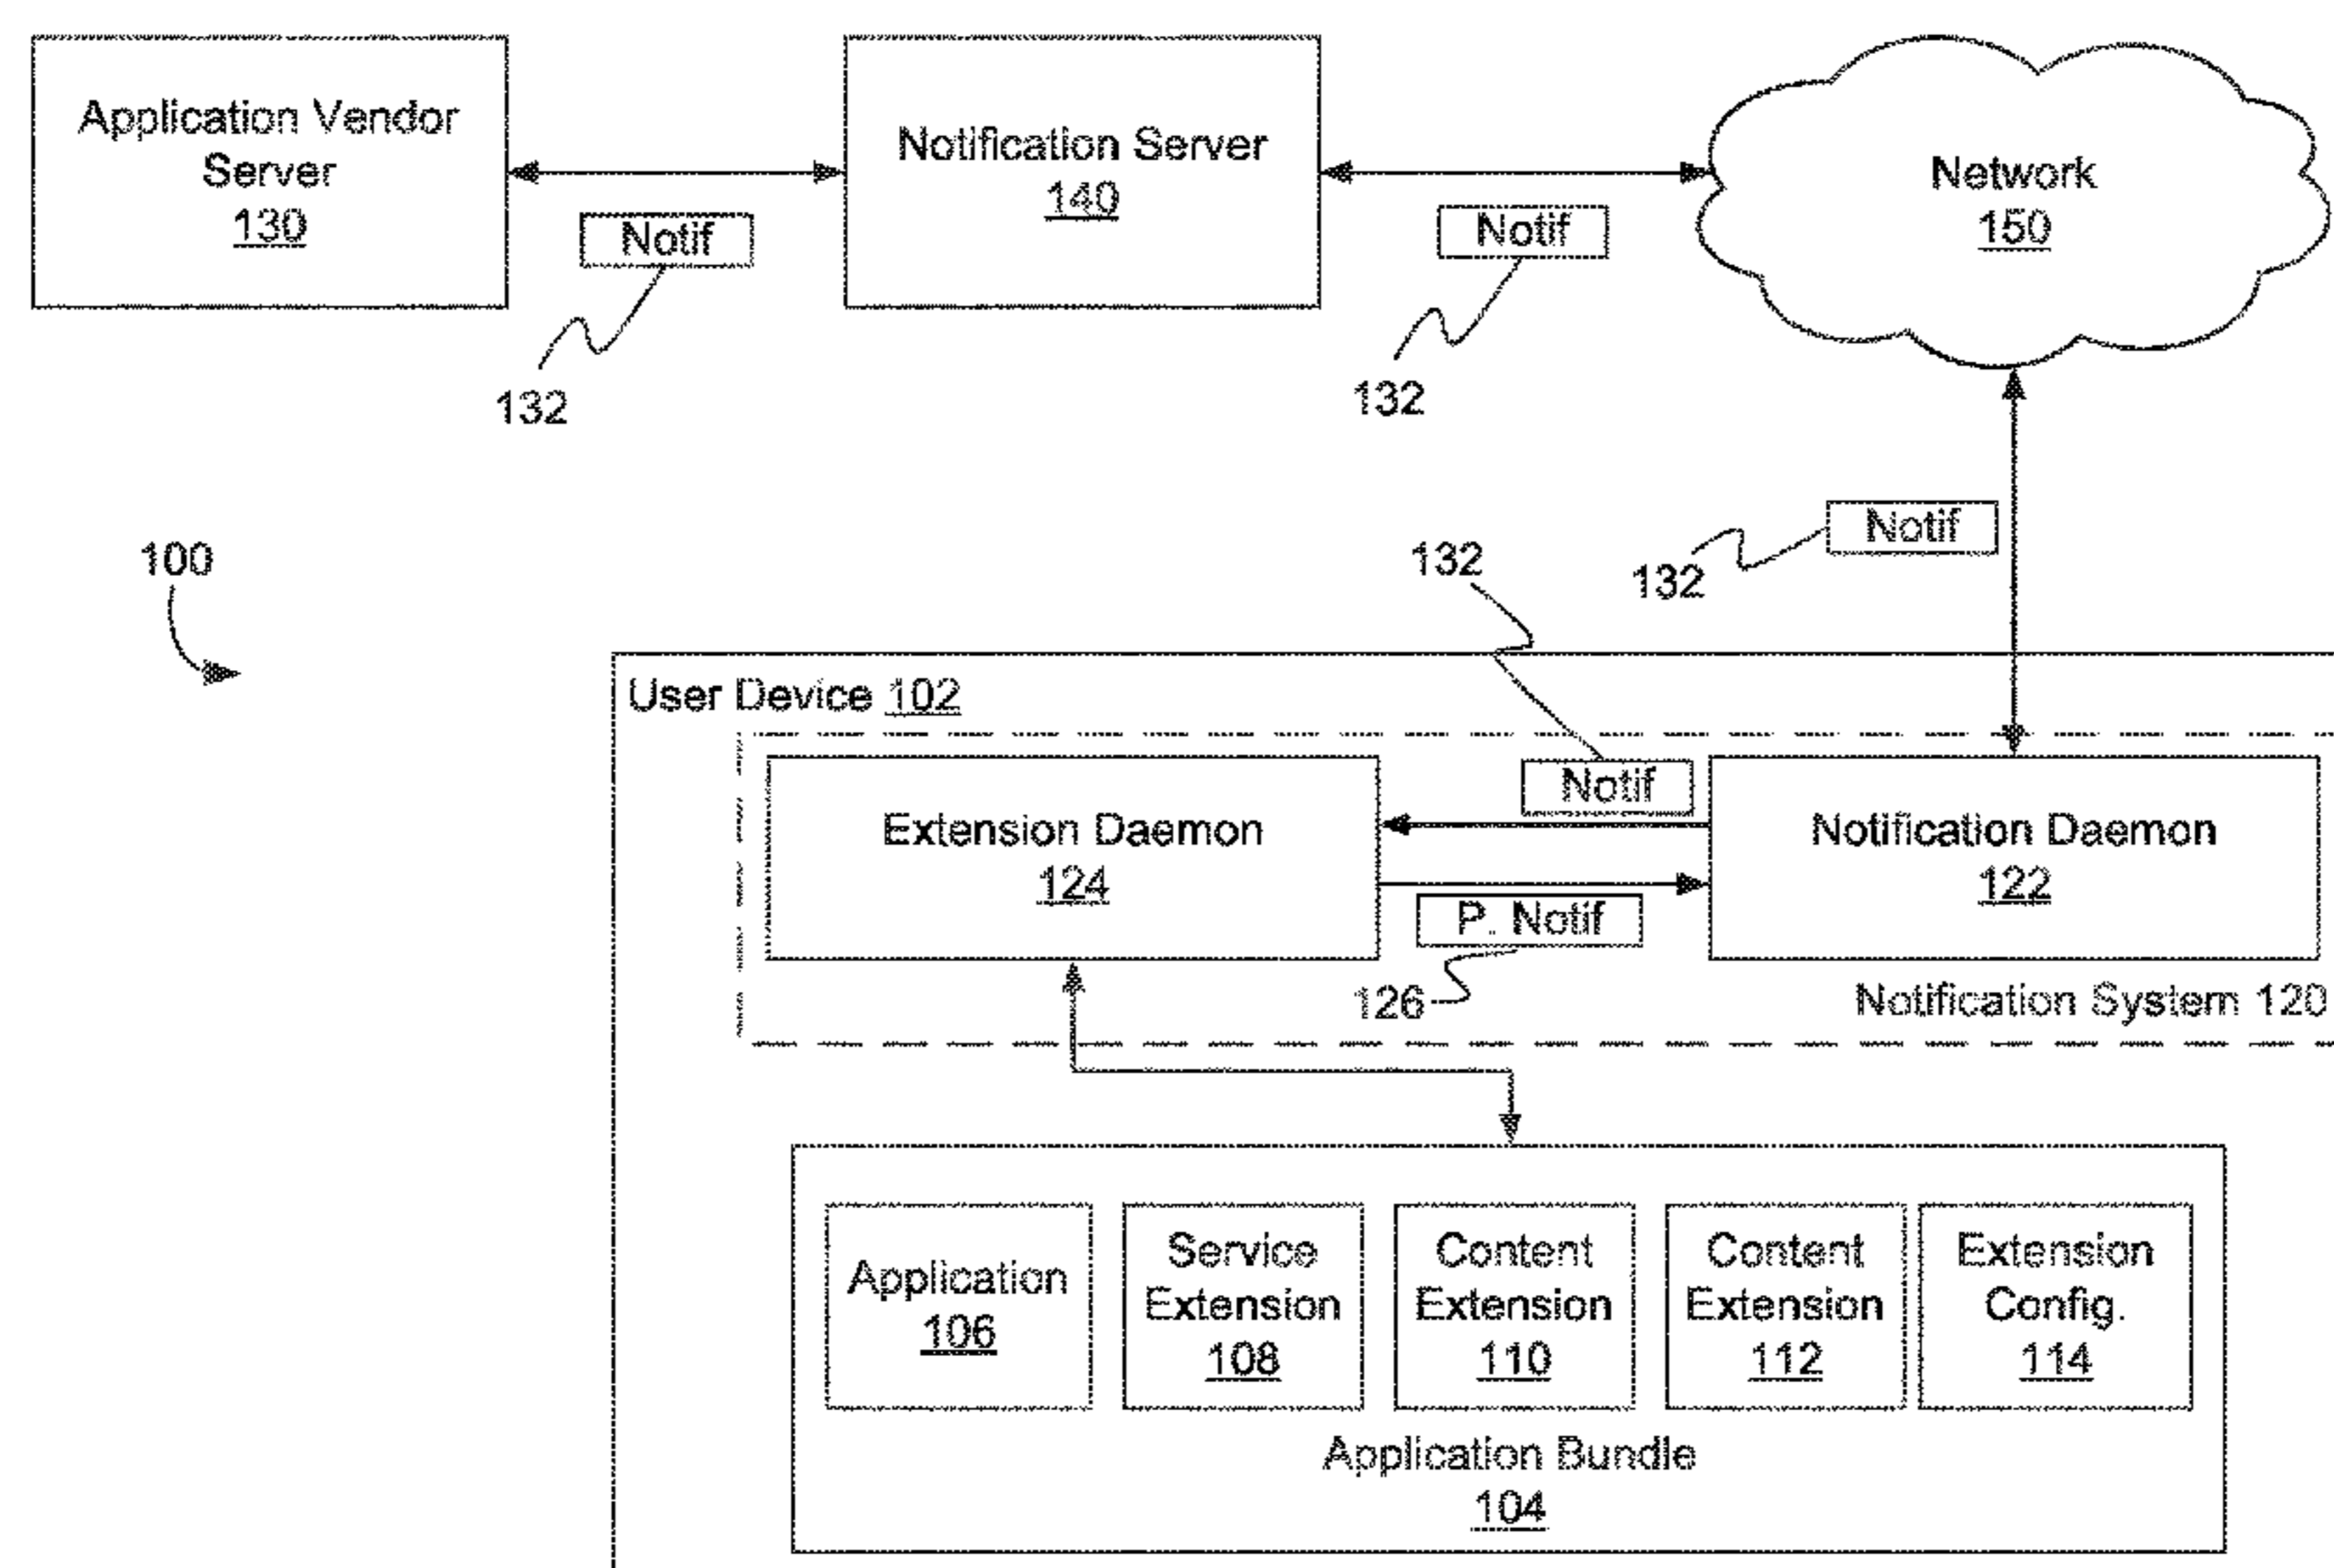 Application Vendor
Server
130
Notification Server
140
Network
150
Notif
132
Notif
132
Notif
132
100
132
User Device 102
Notif
Extension Daemon
124
Notification Daemon
122
P. Notif
126
Notification System 120
Application
106
Service
Extension
108
Content
Extension
110
Content
Extension
112
Extension
Config.
114
Application Bundle
104